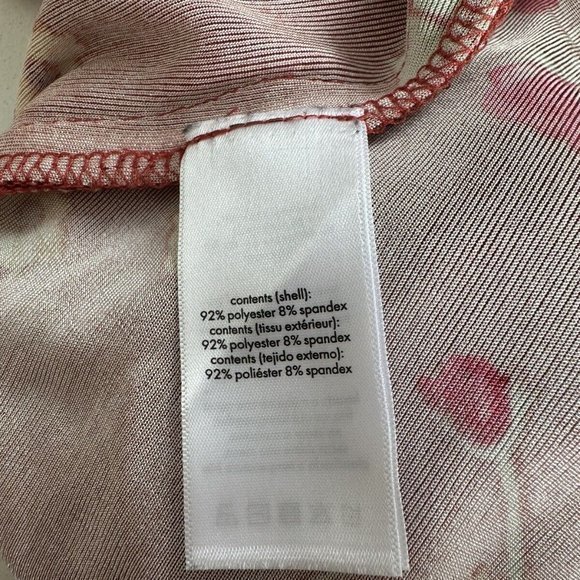 contents (shell):
92% polyester 8% spandex
contents (tissu extérieur):
92% polyester 8% spandex
contents (tejido externo):
92% poliéster 8% spandex